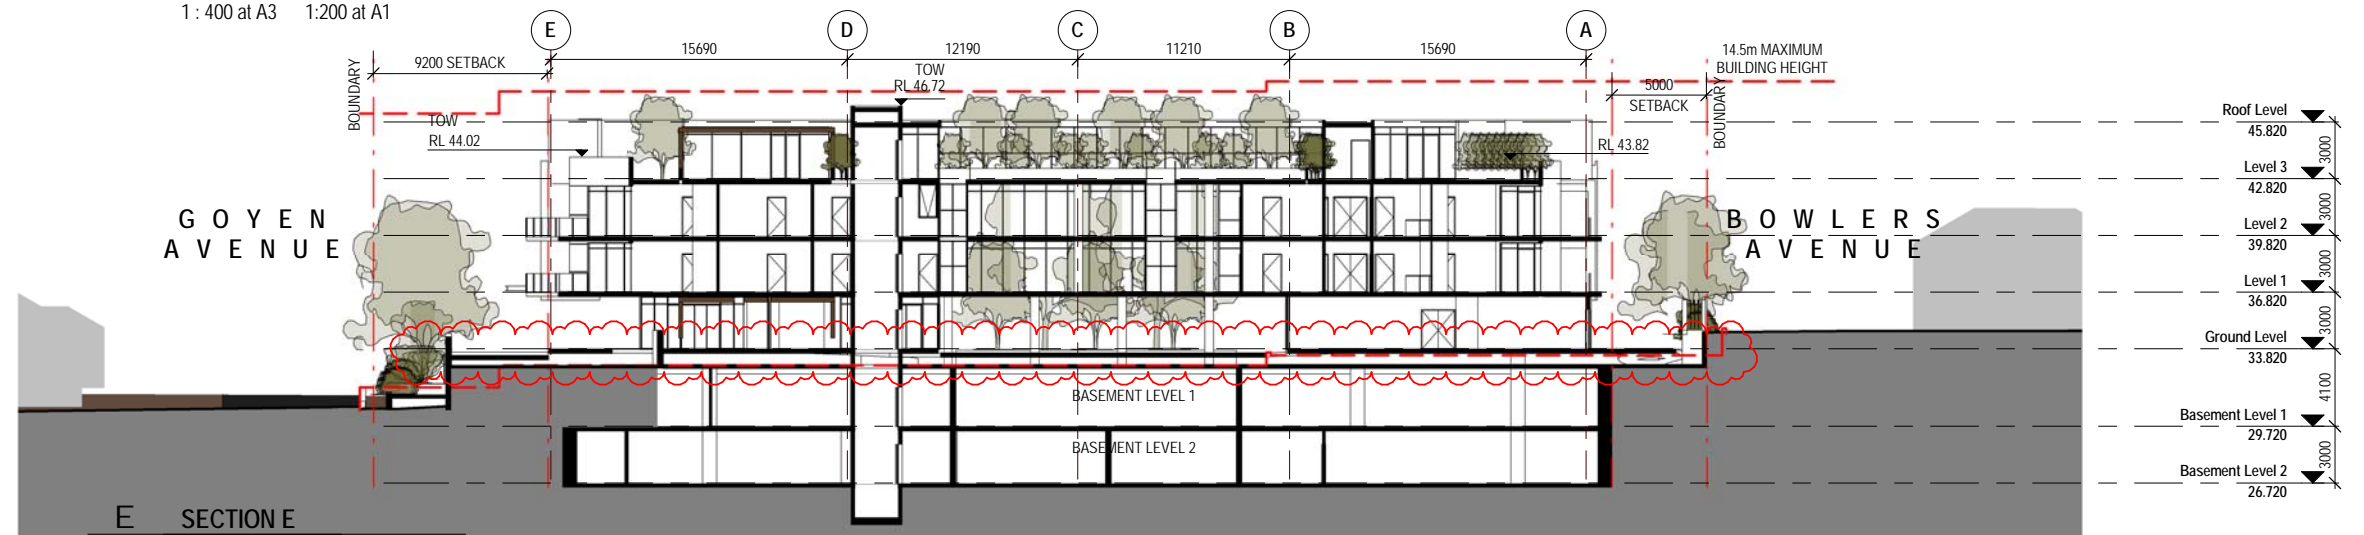 1 : 400 at A3 1:200 at A1
E D C B A
15690 12190 11210 15690
9200 SETBACK
BOUNDARY
TOW
RL 46.72
14.5m MAXIMUM
BUILDING HEIGHT
5000
SETBACK
BOUNDARY
TOW
RL 44.02
RL 43.82
GOYEN
AVENUE
BOWLERS
AVENUE
Roof Level
45.820
3000
Level 3
42.820
3000
Level 2
39.820
3000
Level 1
36.820
3000
Ground Level
33.820
4100
Basement Level 1
29.720
3000
Basement Level 2
26.720
BASEMENT LEVEL 1
BASEMENT LEVEL 2
E SECTION E